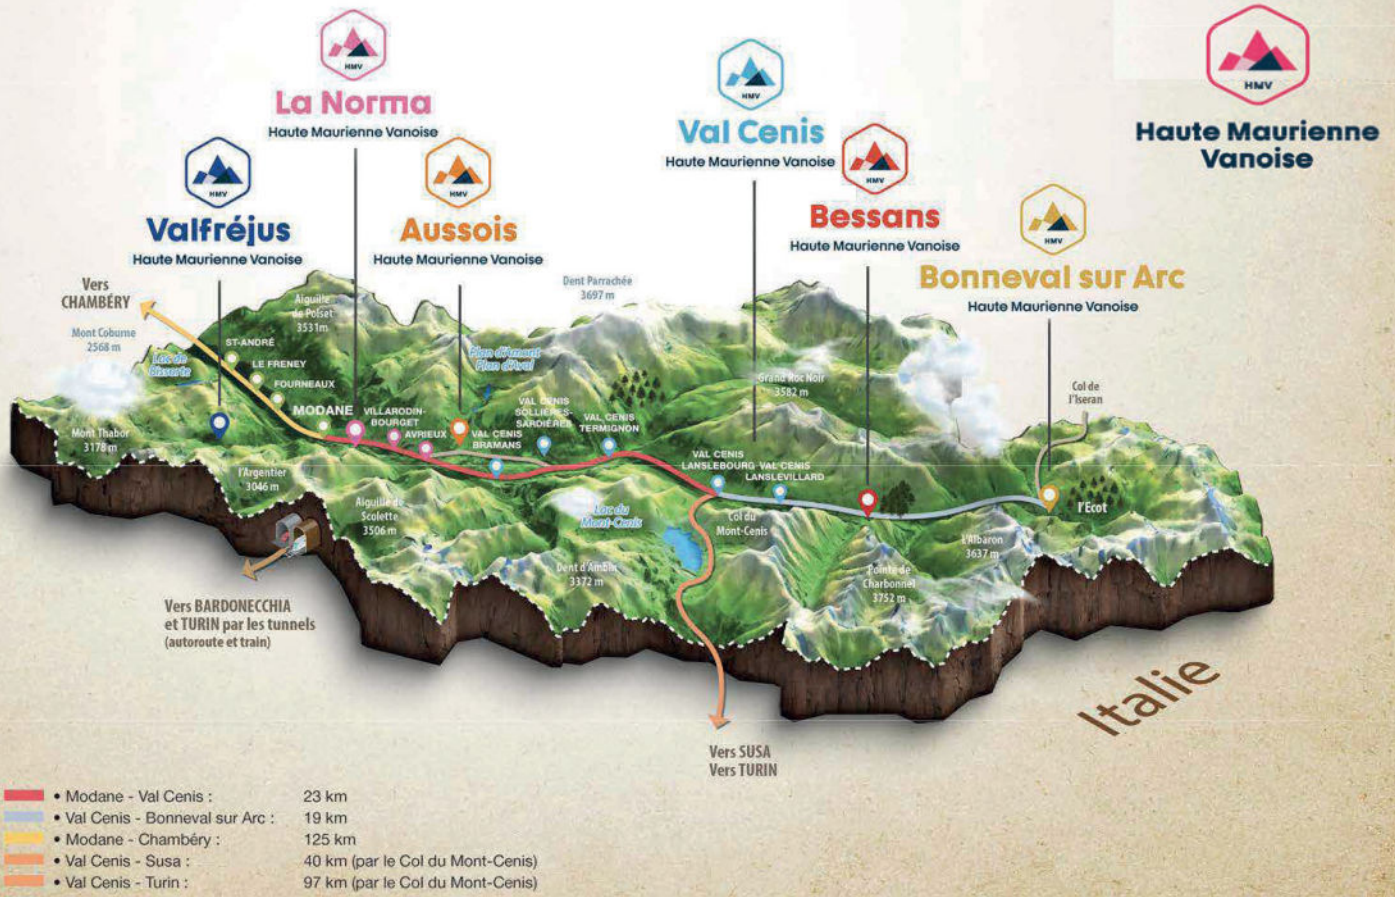 HMV
La Norma
Haute Maurienne Vanoise
HMV
Val Cenis
Haute Maurienne Vanoise
HMV
Haute Maurienne
Vanoise
HMV
Valfréjus
Haute Maurienne Vanoise
HMV
Aussois
Haute Maurienne Vanoise
HMV
Bessans
Haute Maurienne Vanoise
HMV
Bonneval sur Arc
Haute Maurienne Vanoise
Vers
CHAMBÉRY
Mont Coburne
2568 m
Aiguille
de Polset
3531m
Dent Parrachée
3697 m
Lac de
Bissorte
ST-ANDRÉ
LE FRENEY
FOURNEAUX
MODANE
VILLARODIN-
BOURGET
AVRIEUX
Plan d'Amont
Plan d'Aval
VAL CENIS
BRAMANS
VAL CENIS
SOLLIÈRES-
SARDIÈRES
VAL CENIS
TERMIGNON
Grand Roc Noir
3582 m
Col de
l'Iseran
VAL CENIS
LANSLEBOURG
VAL CENIS
LANSLEVILLARD
Mont Thabor
3178 m
l'Argentier
3046 m
Aiguille de
Scolette
3506 m
Lac du
Mont-Cenis
Col du
Mont-Cenis
Dent d'Ambin
3372 m
Pointe de
Charbonnel
3752 m
L'Albaron
3637 m
l'Ecot
Vers BARDONECCHIA
et TURIN par les tunnels
(autoroute et train)
Vers SUSA
Vers TURIN
Italie
• Modane - Val Cenis : 23 km
• Val Cenis - Bonneval sur Arc : 19 km
• Modane - Chambéry : 125 km
• Val Cenis - Susa : 40 km (par le Col du Mont-Cenis)
• Val Cenis - Turin : 97 km (par le Col du Mont-Cenis)